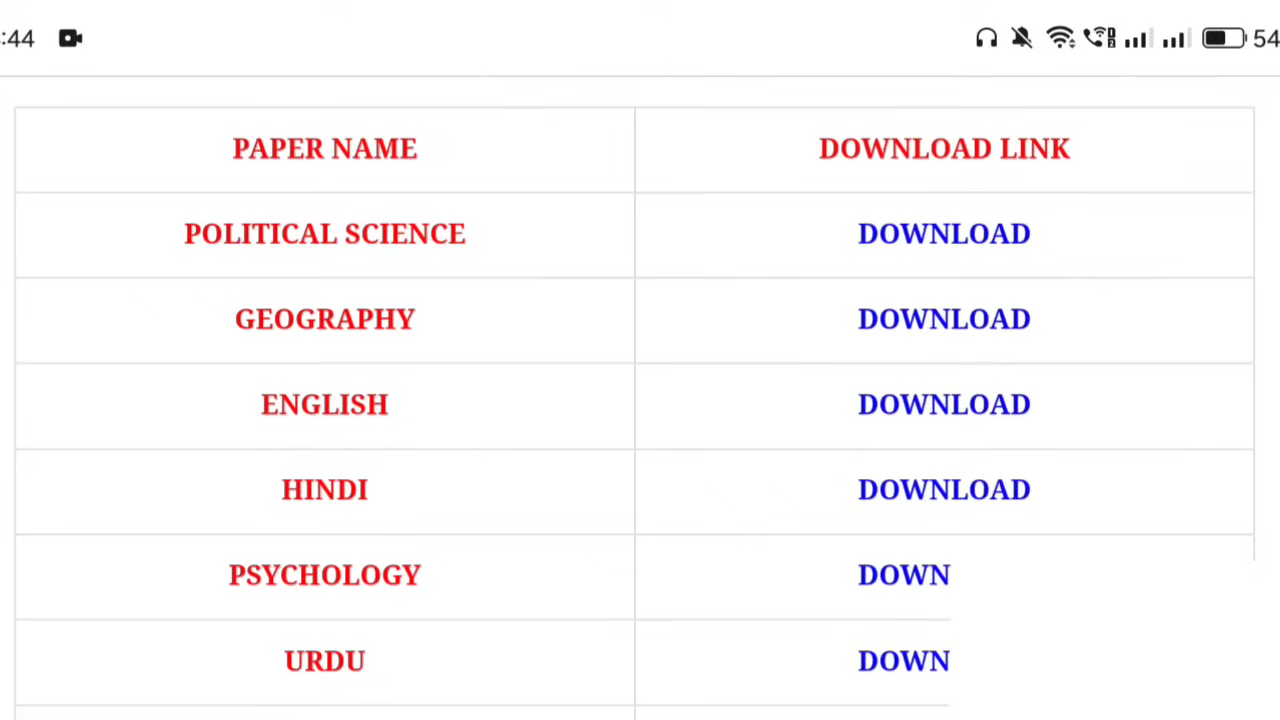 :44 54
PAPER NAME DOWNLOAD LINK
POLITICAL SCIENCE DOWNLOAD
GEOGRAPHY DOWNLOAD
ENGLISH DOWNLOAD
HINDI DOWNLOAD
PSYCHOLOGY DOWN
URDU DOWN